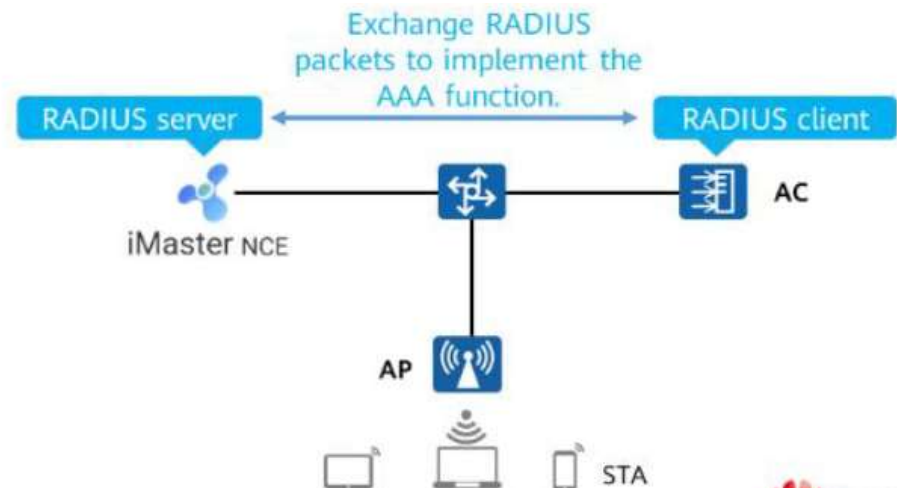 Exchange RADIUS
packets to implement the
AAA function.
RADIUS server
RADIUS client
AC
iMaster NCE
AP
STA